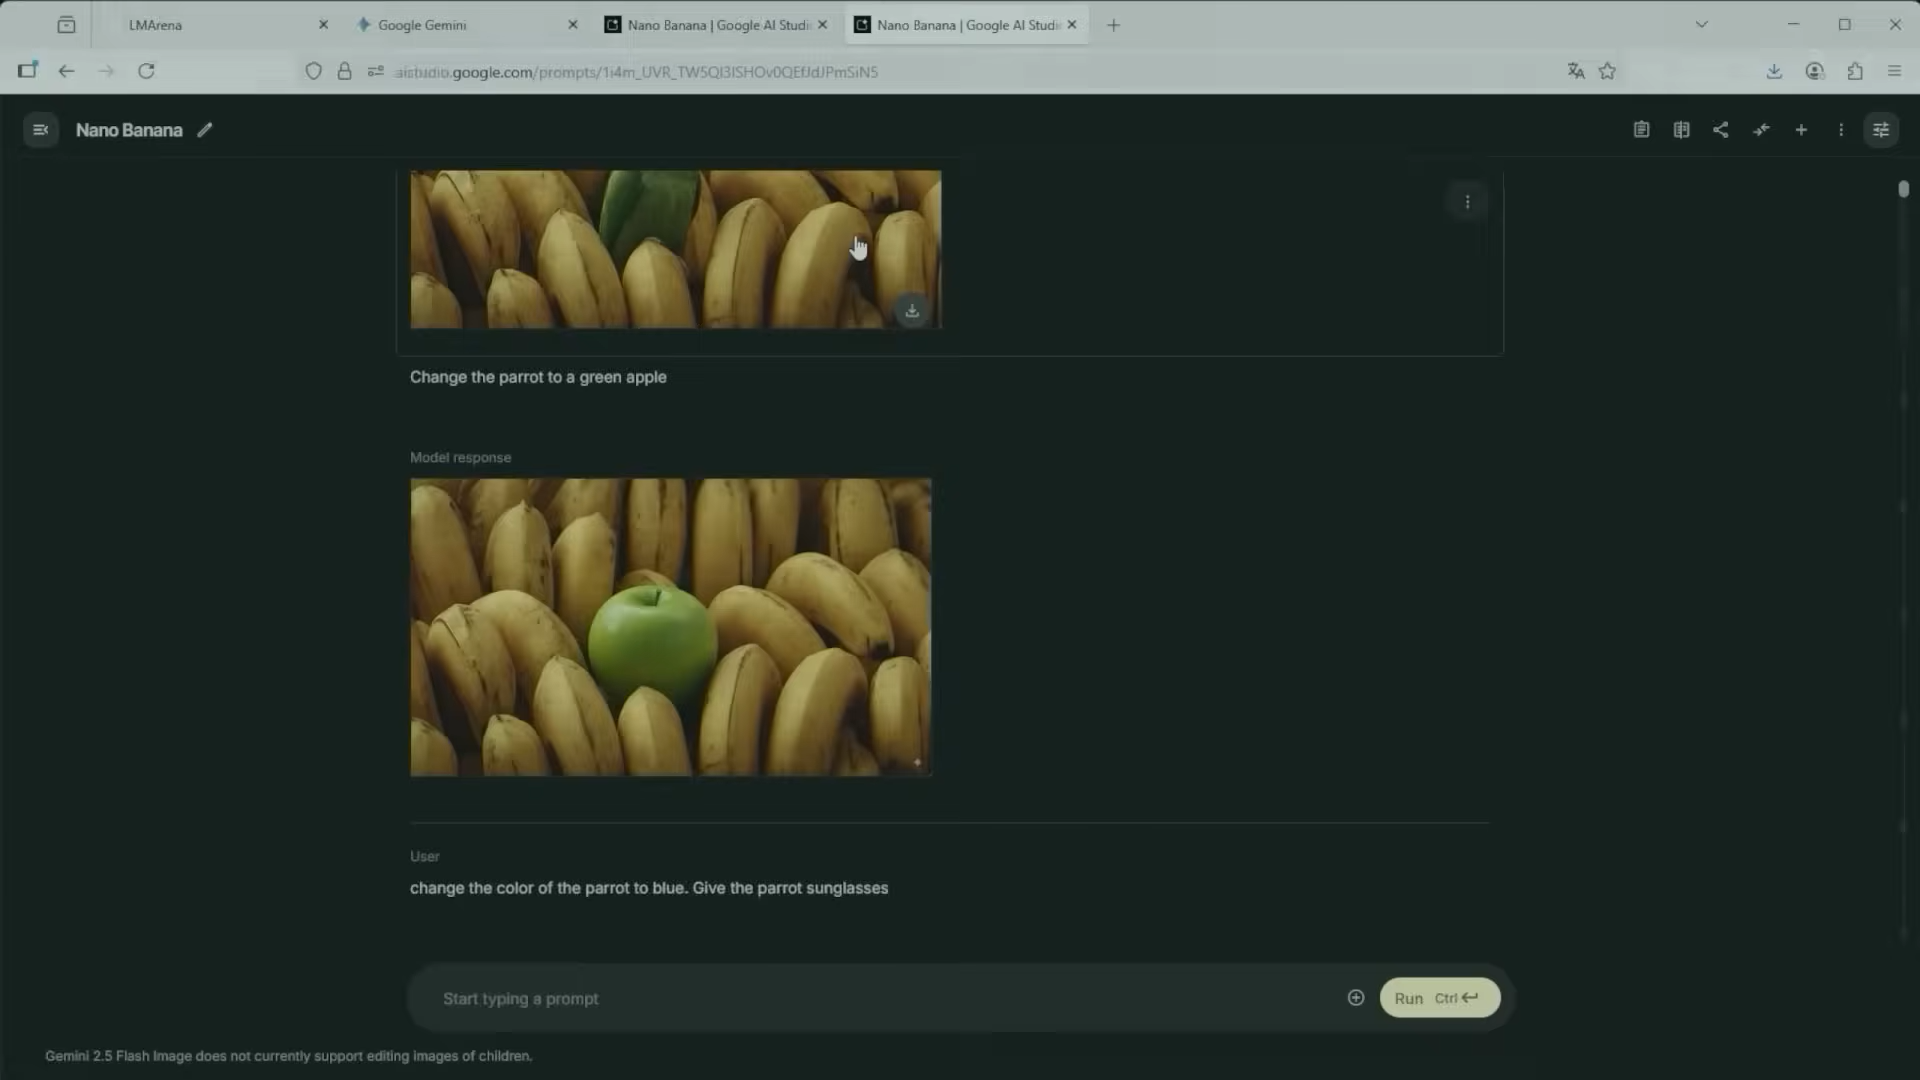 LMArena
Google Gemini
Nano Banana | Google AI Studi
Nano Banana | Google AI Studi
aistudio.google.com/prompts/
Nano Banana
Change the parrot to a green apple
Model response
User
change the color of the parrot to blue. Give the parrot sunglasses
Start typing a prompt
Run Ctrl
Gemini 2.5 Flash Image does not currently support editing images of children.